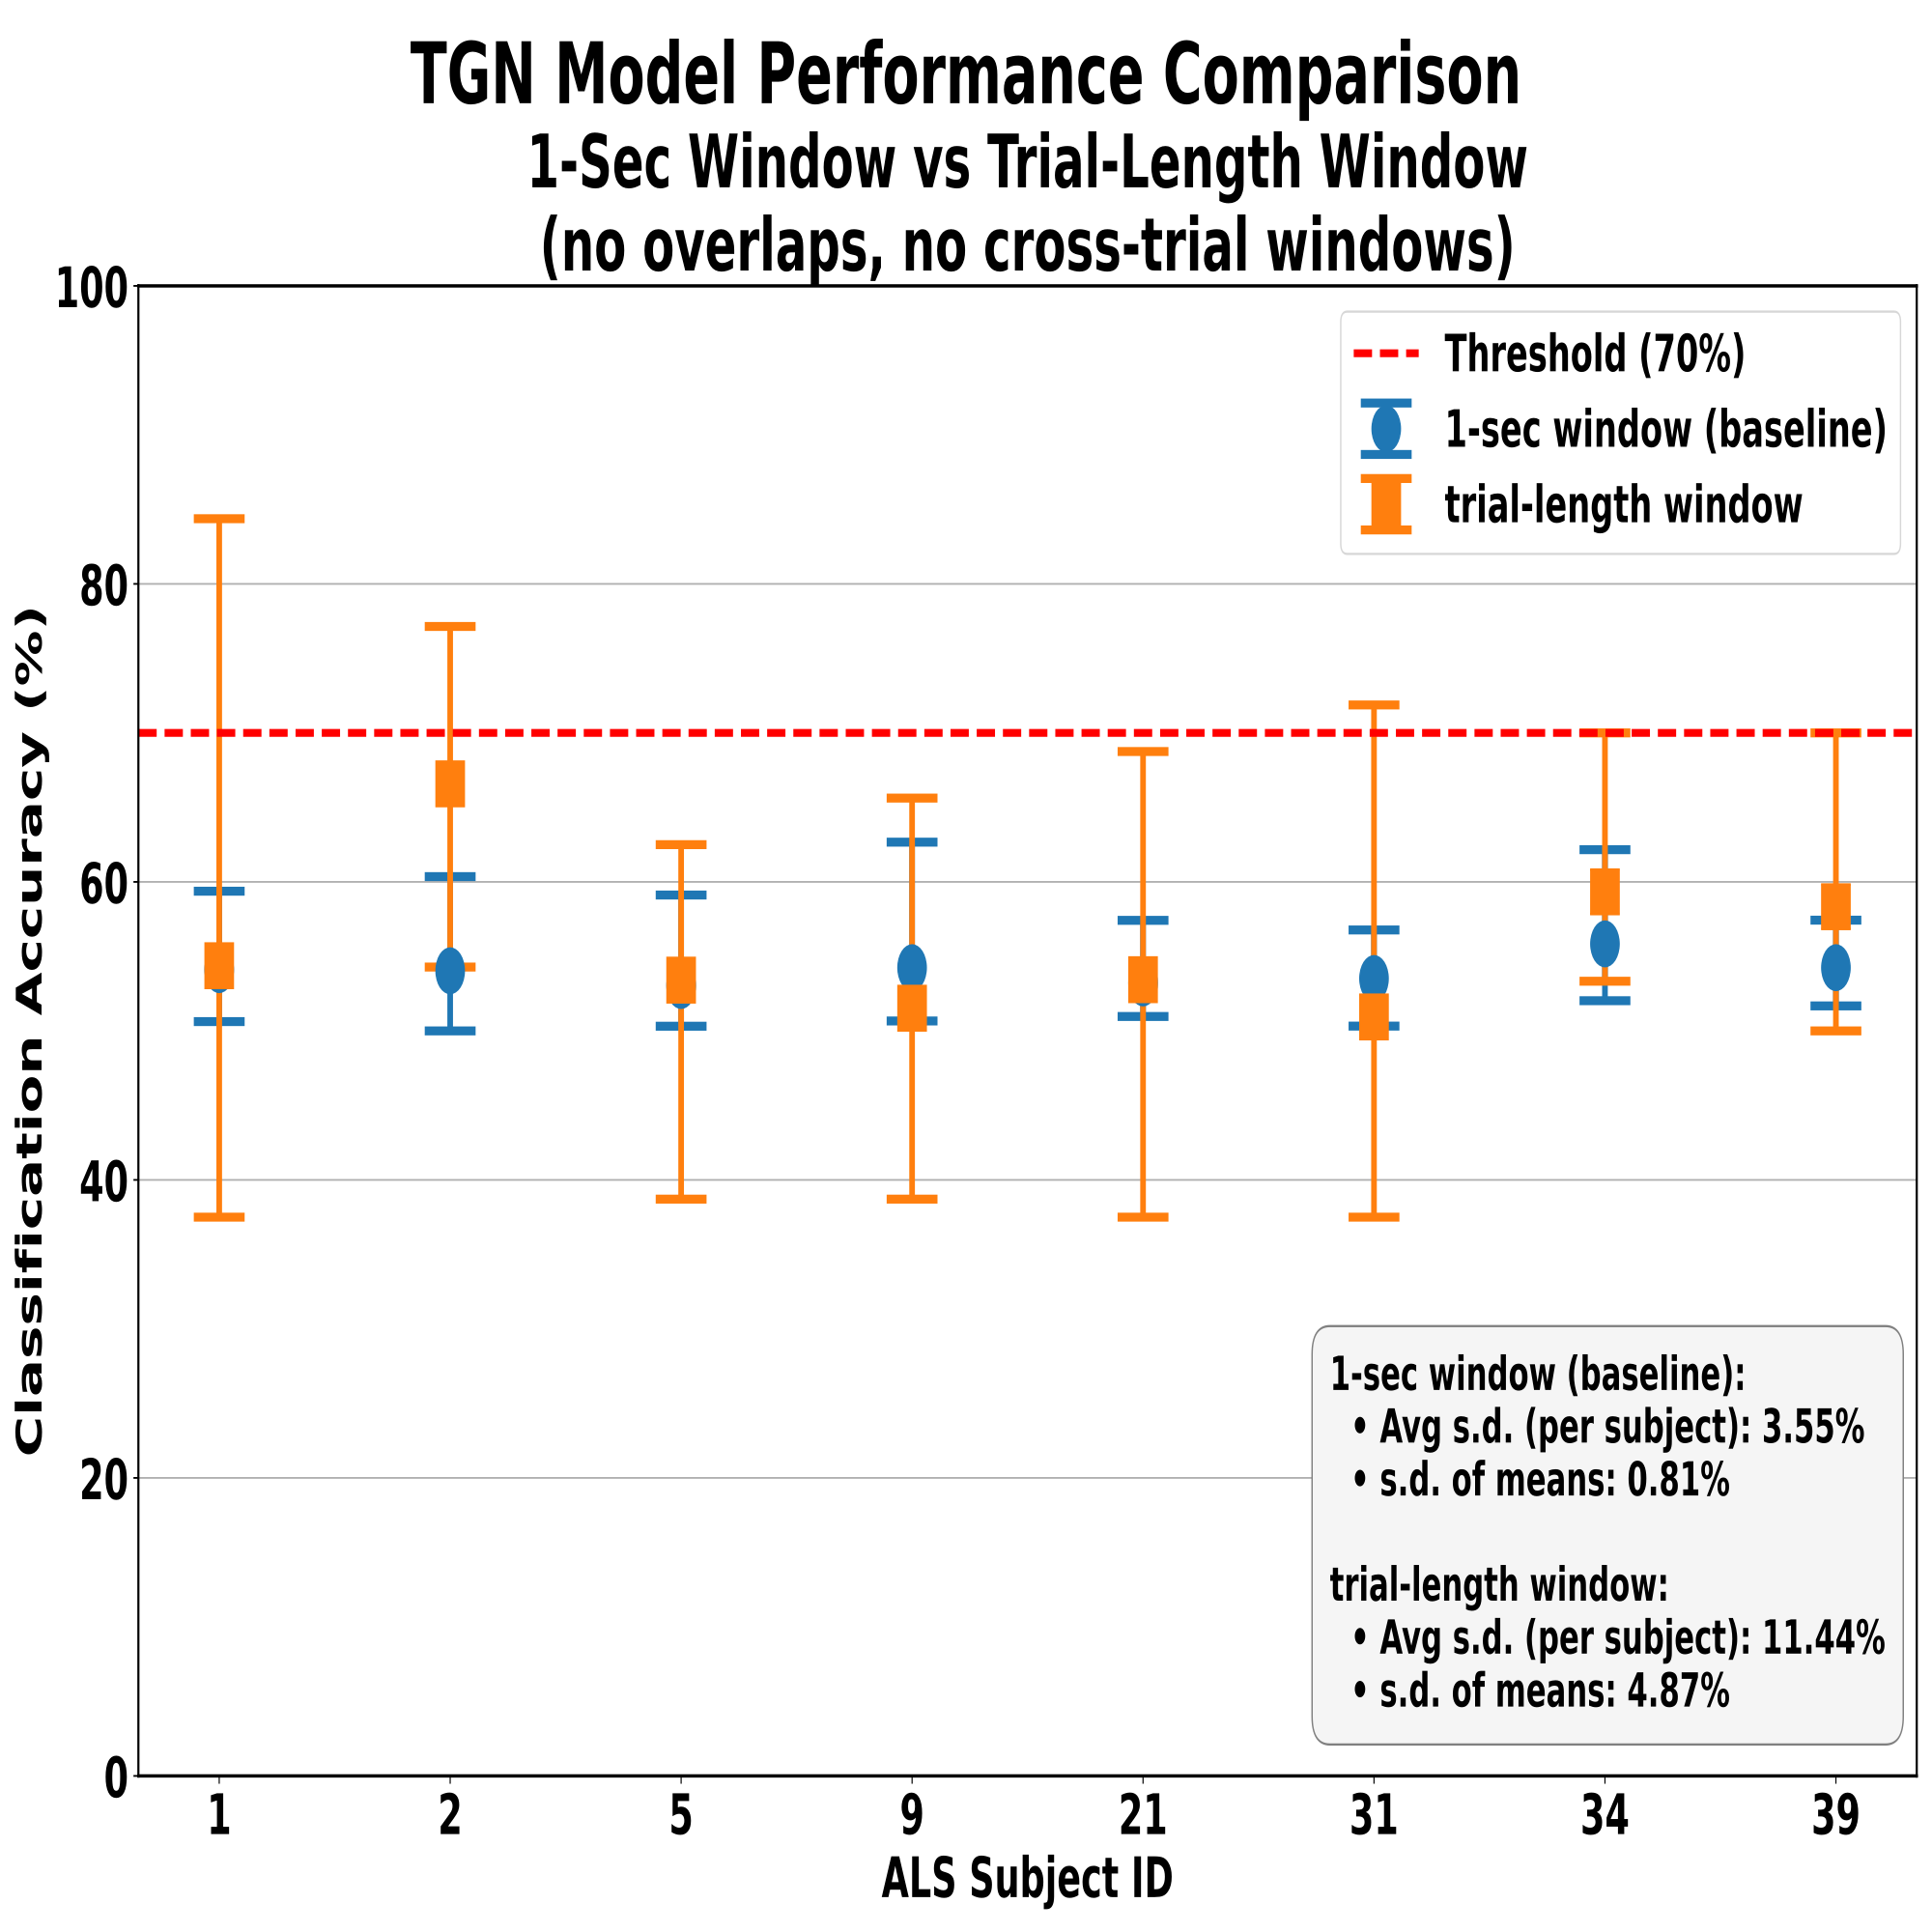 TGN Model Performance Comparison
1-Sec Window vs Trial-Length Window
(no overlaps, no cross-trial windows)
Classification Accuracy (%)
100
80
60
40
20
0
Threshold (70%)
1-sec window (baseline)
trial-length window
1-sec window (baseline):
• Avg s.d. (per subject): 3.55%
• s.d. of means: 0.81%
trial-length window:
• Avg s.d. (per subject): 11.44%
• s.d. of means: 4.87%
1 2 5 9 21 31 34 39
ALS Subject ID